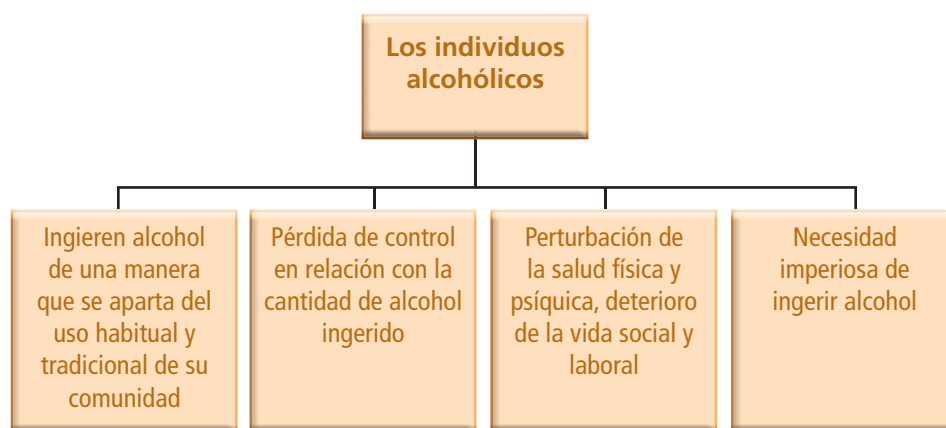 Los individuos
alcohólicos
Ingieren alcohol
de una manera
que se aparta del
uso habitual y
tradicional de su
comunidad
Pérdida de control
en relación con la
cantidad de alcohol
ingerido
Perturbación de
la salud física y
psíquica, deterioro
de la vida social y
laboral
Necesidad
imperiosa de
ingerir alcohol